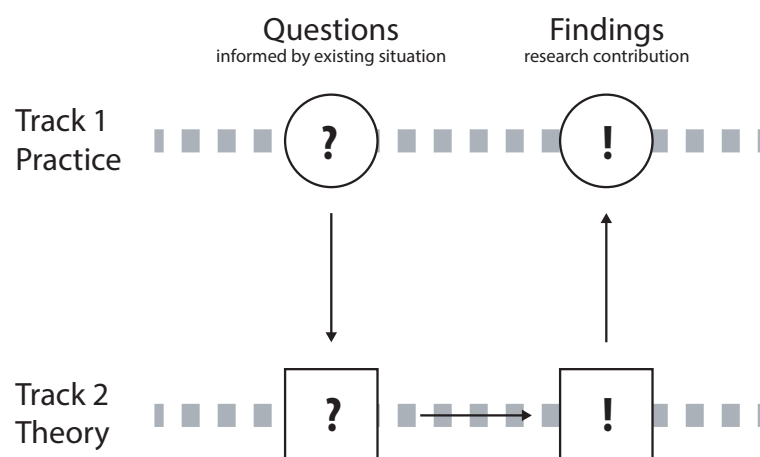 Questions
informed by existing situation
Findings
research contribution
Track 1
Practice
?
!
Track 2
Theory
?
!